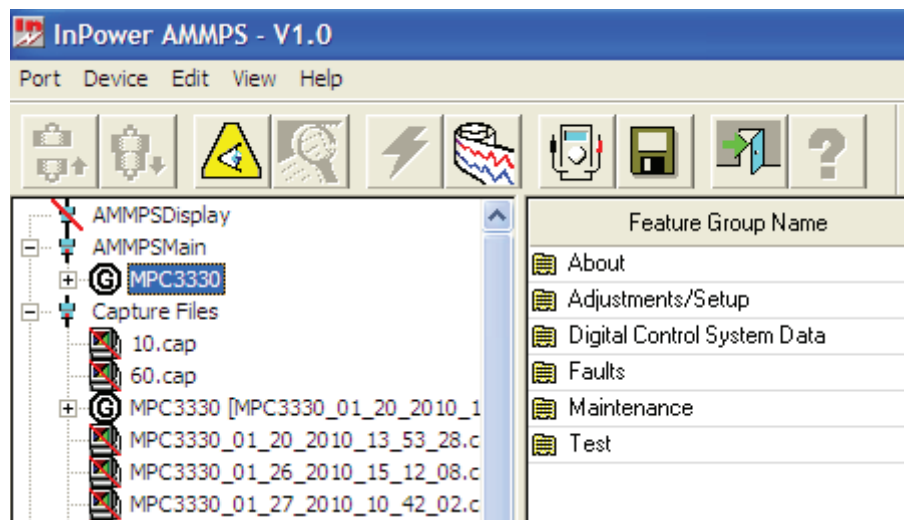 InPower AMMPS - V1.0
Port Device Edit View Help
AMMPSDisplay
AMMPSMain
MPC3330
Capture Files
10.cap
60.cap
MPC3330 [MPC3330_01_20_2010_1
MPC3330_01_20_2010_13_53_28.c
MPC3330_01_26_2010_15_12_08.c
MPC3330_01_27_2010_10_42_02.c
Feature Group Name
About
Adjustments/Setup
Digital Control System Data
Faults
Maintenance
Test